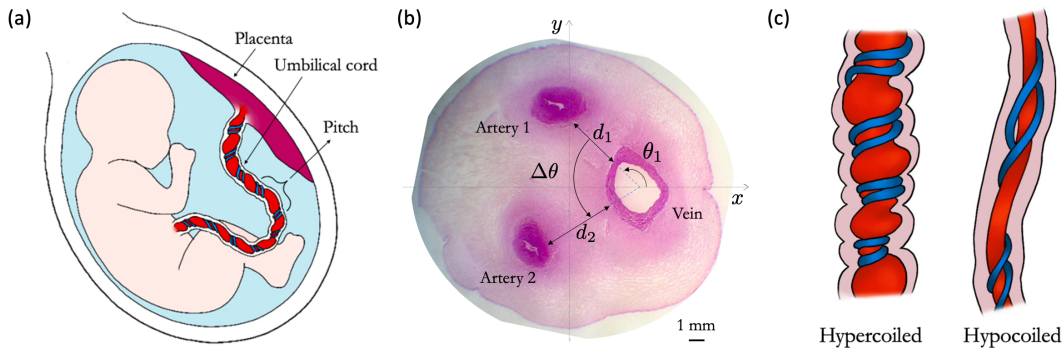 (a)
Placenta
Umbilical cord
Pitch
(b)
y
Artery 1
d₁
θ₁
Δθ
x
Vein
d₂
Artery 2
1 mm
(c)
Hypercoiled
Hypocoiled